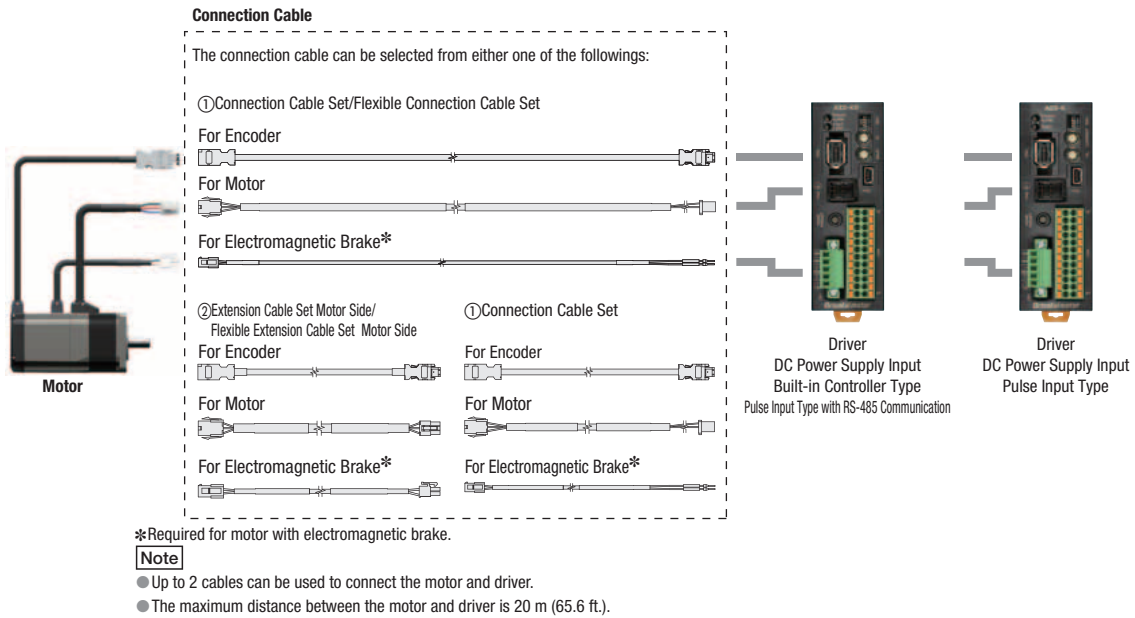 Connection Cable
The connection cable can be selected from either one of the followings:
①Connection Cable Set/Flexible Connection Cable Set
For Encoder
For Motor
For Electromagnetic Brake*
②Extension Cable Set Motor Side/
Flexible Extension Cable Set Motor Side
For Encoder
For Motor
For Electromagnetic Brake*
①Connection Cable Set
For Encoder
For Motor
For Electromagnetic Brake*
Motor
Driver
DC Power Supply Input
Built-in Controller Type
Pulse Input Type with RS-485 Communication
Driver
DC Power Supply Input
Pulse Input Type
*Required for motor with electromagnetic brake.
Note
●Up to 2 cables can be used to connect the motor and driver.
●The maximum distance between the motor and driver is 20 m (65.6 ft.).